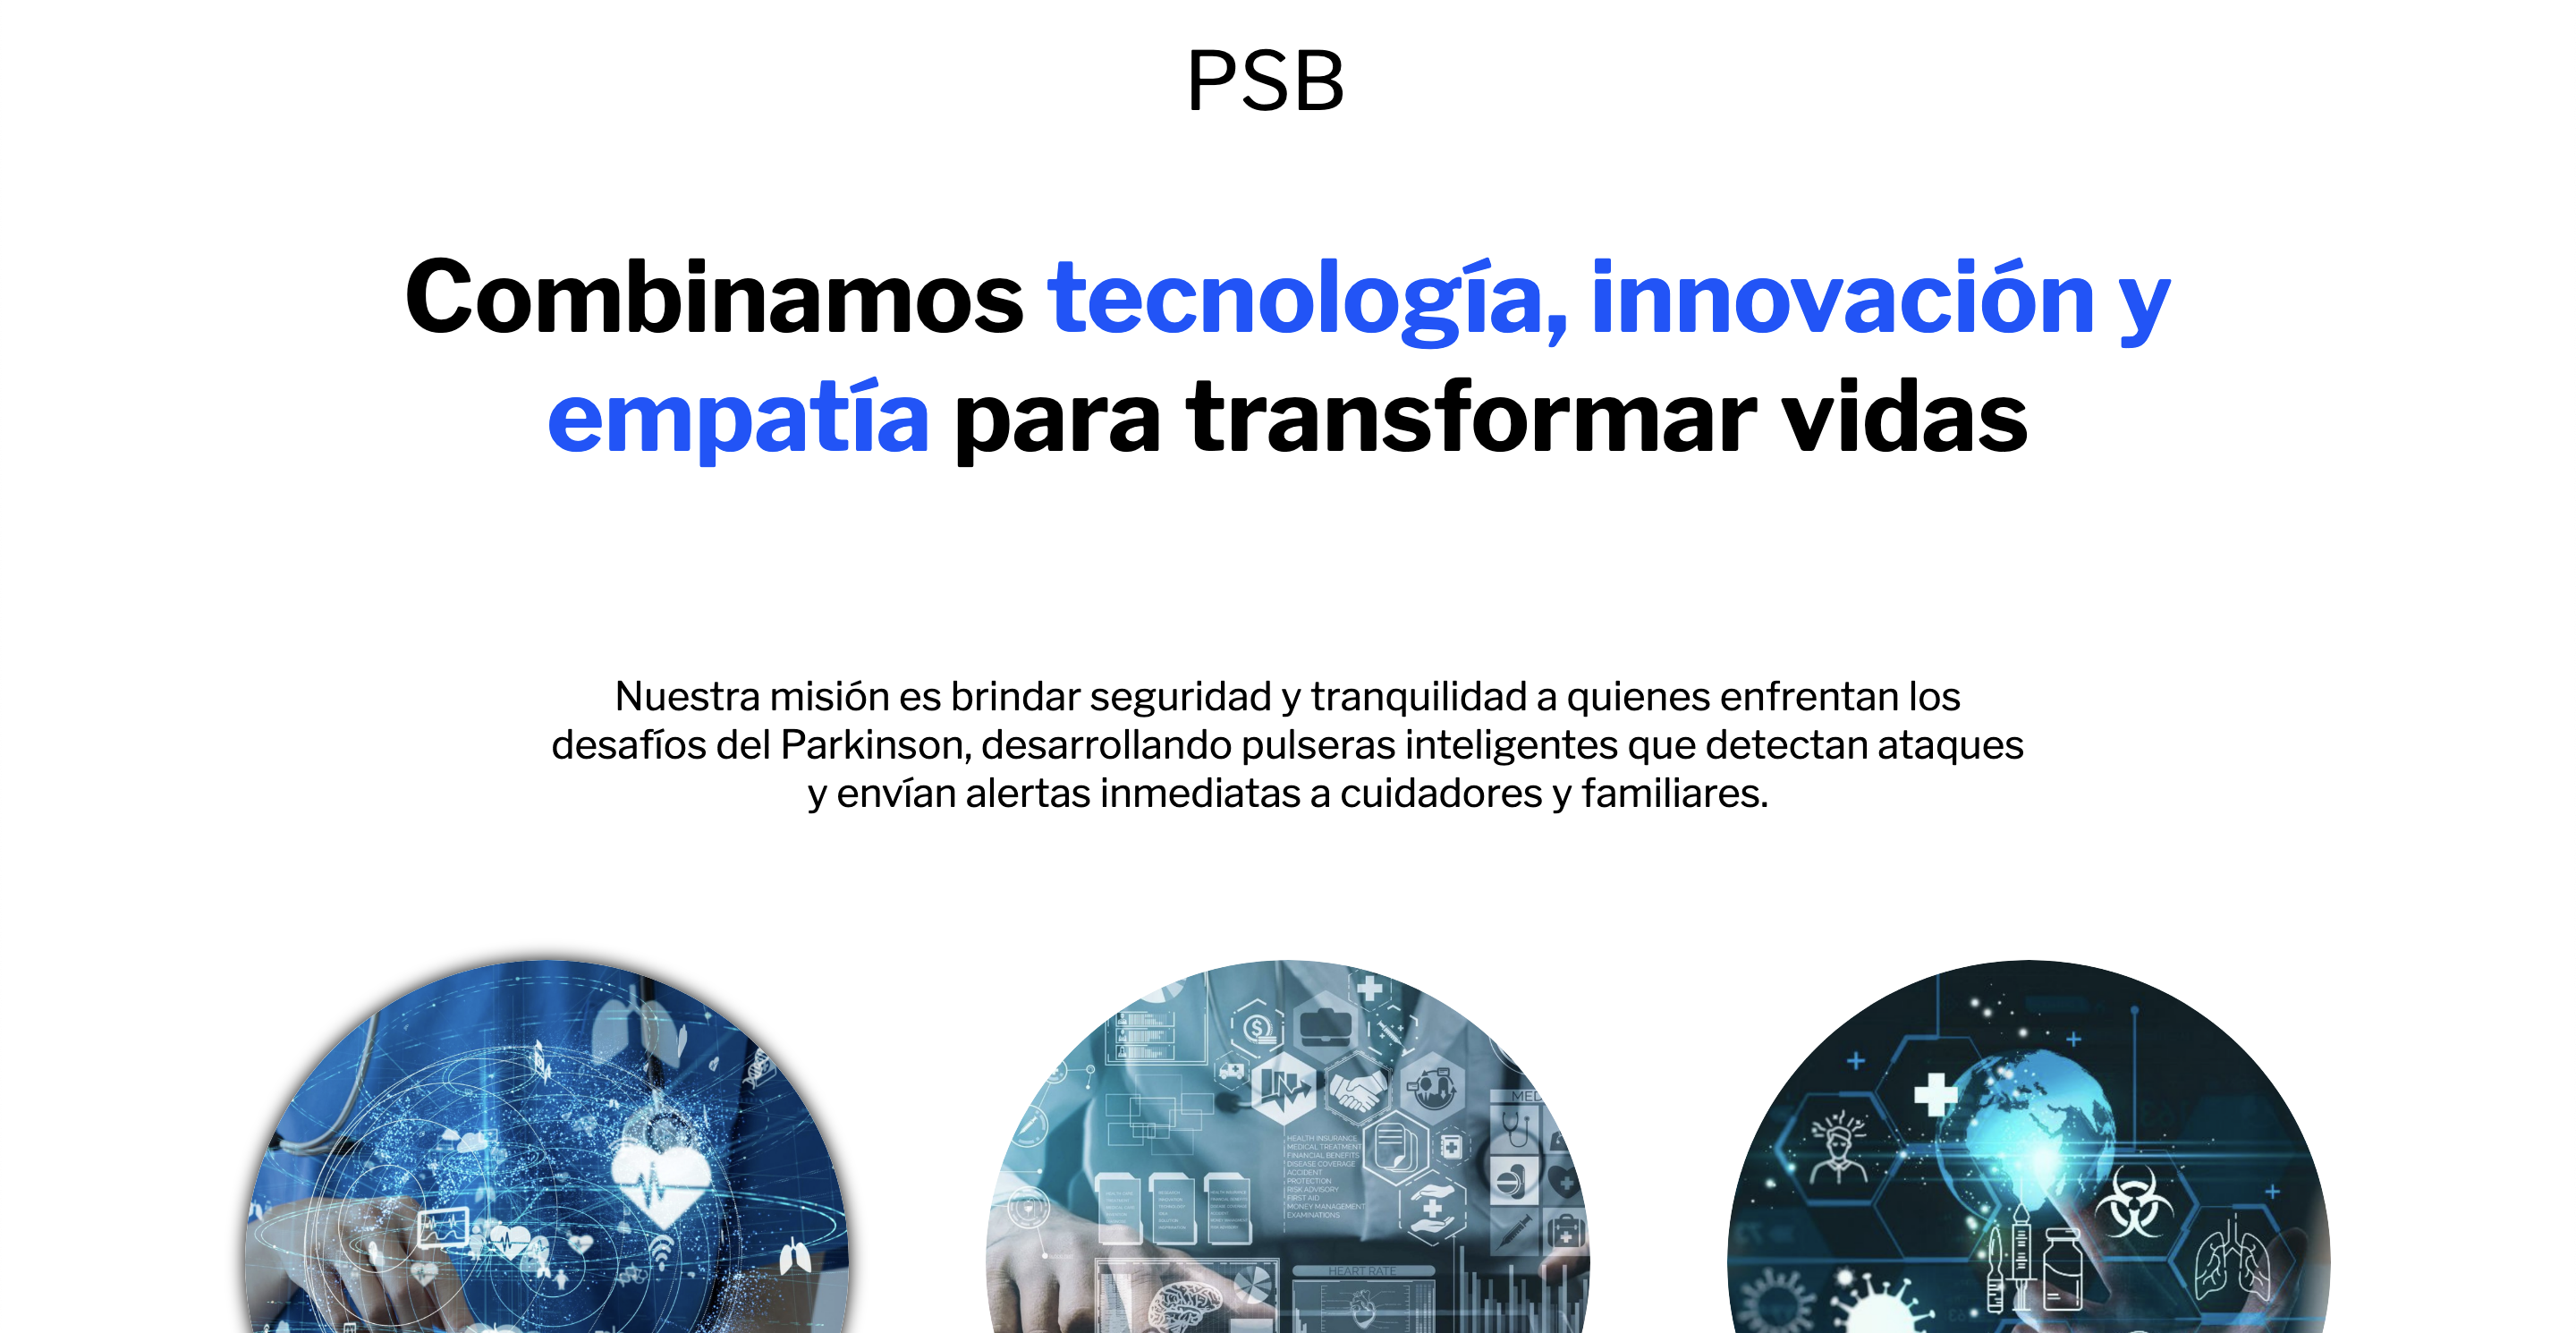 PSB
Combinamos tecnología, innovación y
empatía para transformar vidas
Nuestra misión es brindar seguridad y tranquilidad a quienes enfrentan los
desafíos del Parkinson, desarrollando pulseras inteligentes que detectan ataques
y envían alertas inmediatas a cuidadores y familiares.
MED
HEALTH INSURANCE
MEDICAL TREATMENT
FINANCIAL BENEFITS
DISEASE COVERAGE
ACCIDENT
PROTECTION
RISK ADVISORY
FIRST AID
MONEY MANAGEMENT
EXAMINATIONS
HEART RATE